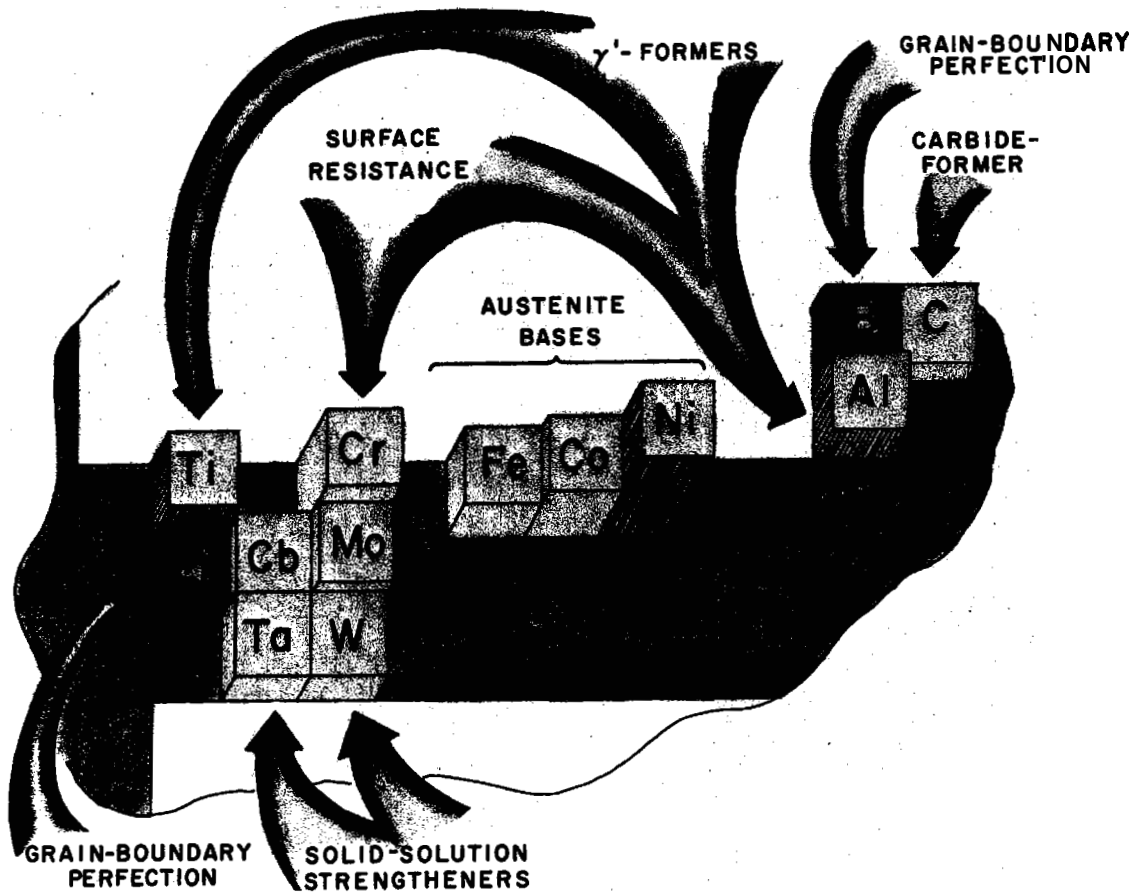 γ'- FORMERS
GRAIN-BOUNDARY
PERFECTION
SURFACE
RESISTANCE
CARBIDE-
FORMER
AUSTENITE
BASES
B C
Al
Ti Cr Fe Co Ni
Cb Mo
Ta W
GRAIN-BOUNDARY
PERFECTION
SOLID-SOLUTION
STRENGTHENERS